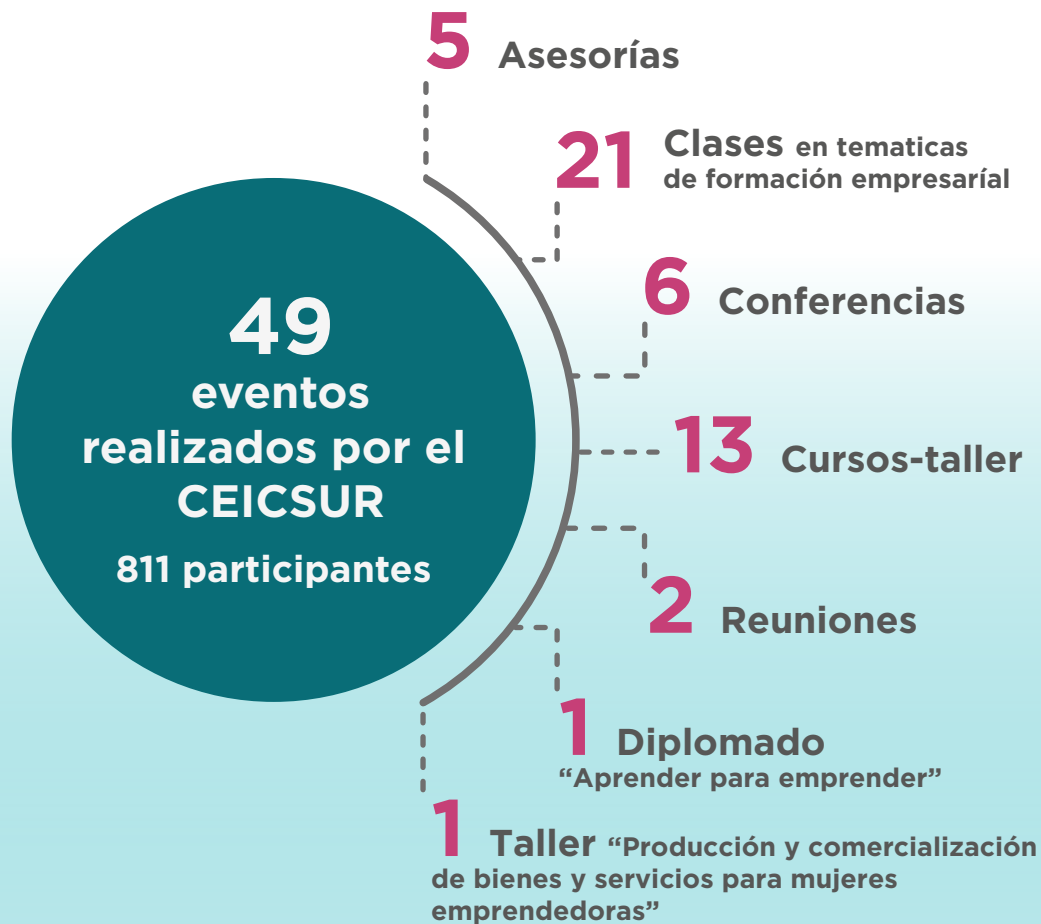 5 Asesorías
21 Clases en tematicas
de formación empresaríal
49
eventos
realizados por el
CEICSUR
811 participantes
6 Conferencias
13 Cursos-taller
2 Reuniones
1 Diplomado
“Aprender para emprender”
1 Taller “Producción y comercialización
de bienes y servicios para mujeres
emprendedoras”